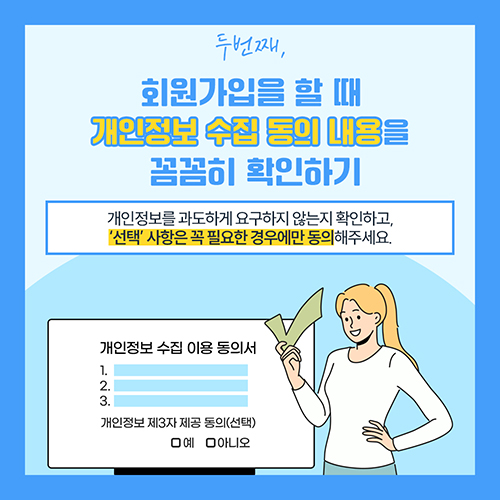 두번째,
회원가입을 할 때
개인정보 수집 동의 내용을
꼼꼼히 확인하기
개인정보를 과도하게 요구하지 않는지 확인하고,
‘선택’ 사항은 꼭 필요한 경우에만 동의해주세요.
개인정보 수집 이용 동의서
1.
2.
3.
개인정보 제3자 제공 동의(선택)
□ 예 □ 아니오